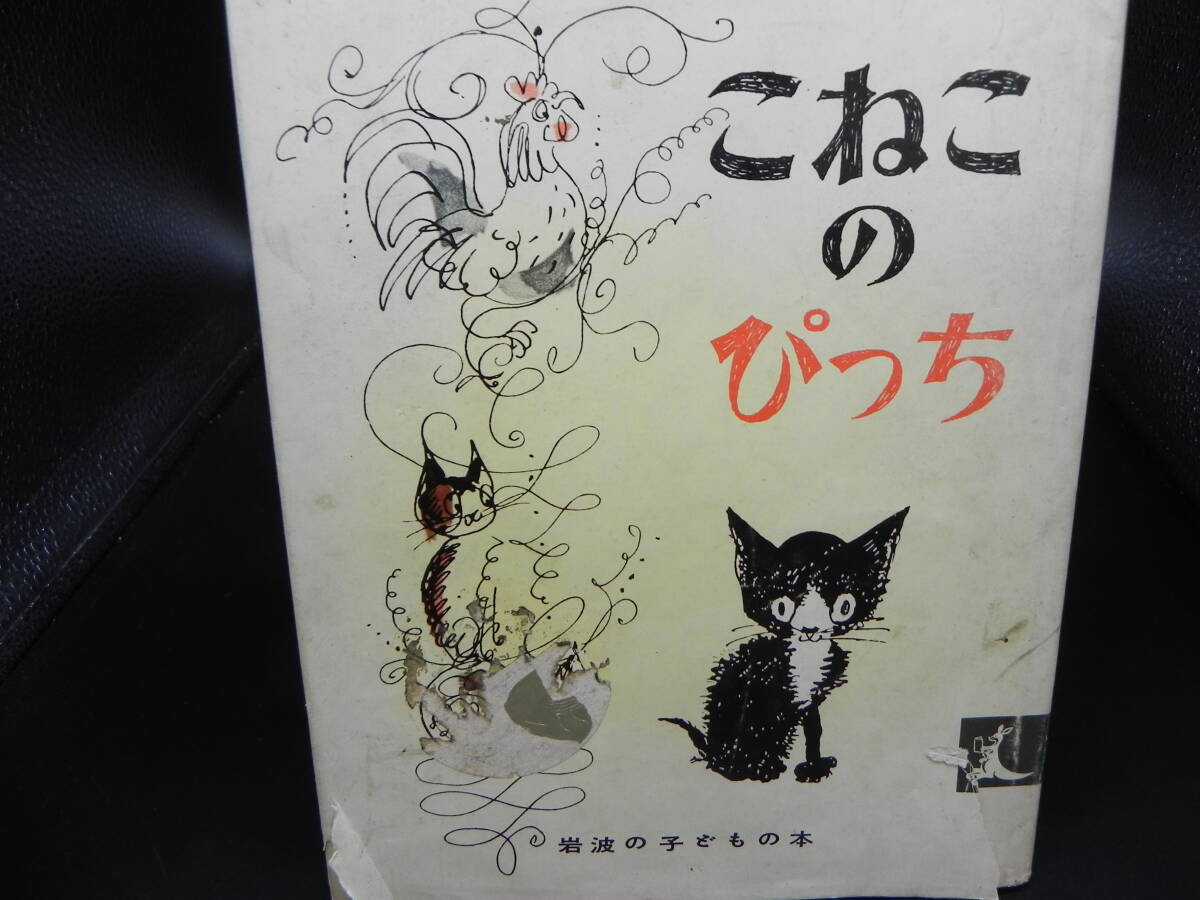 こねこ
の
ぴっち
岩波の子どもの本